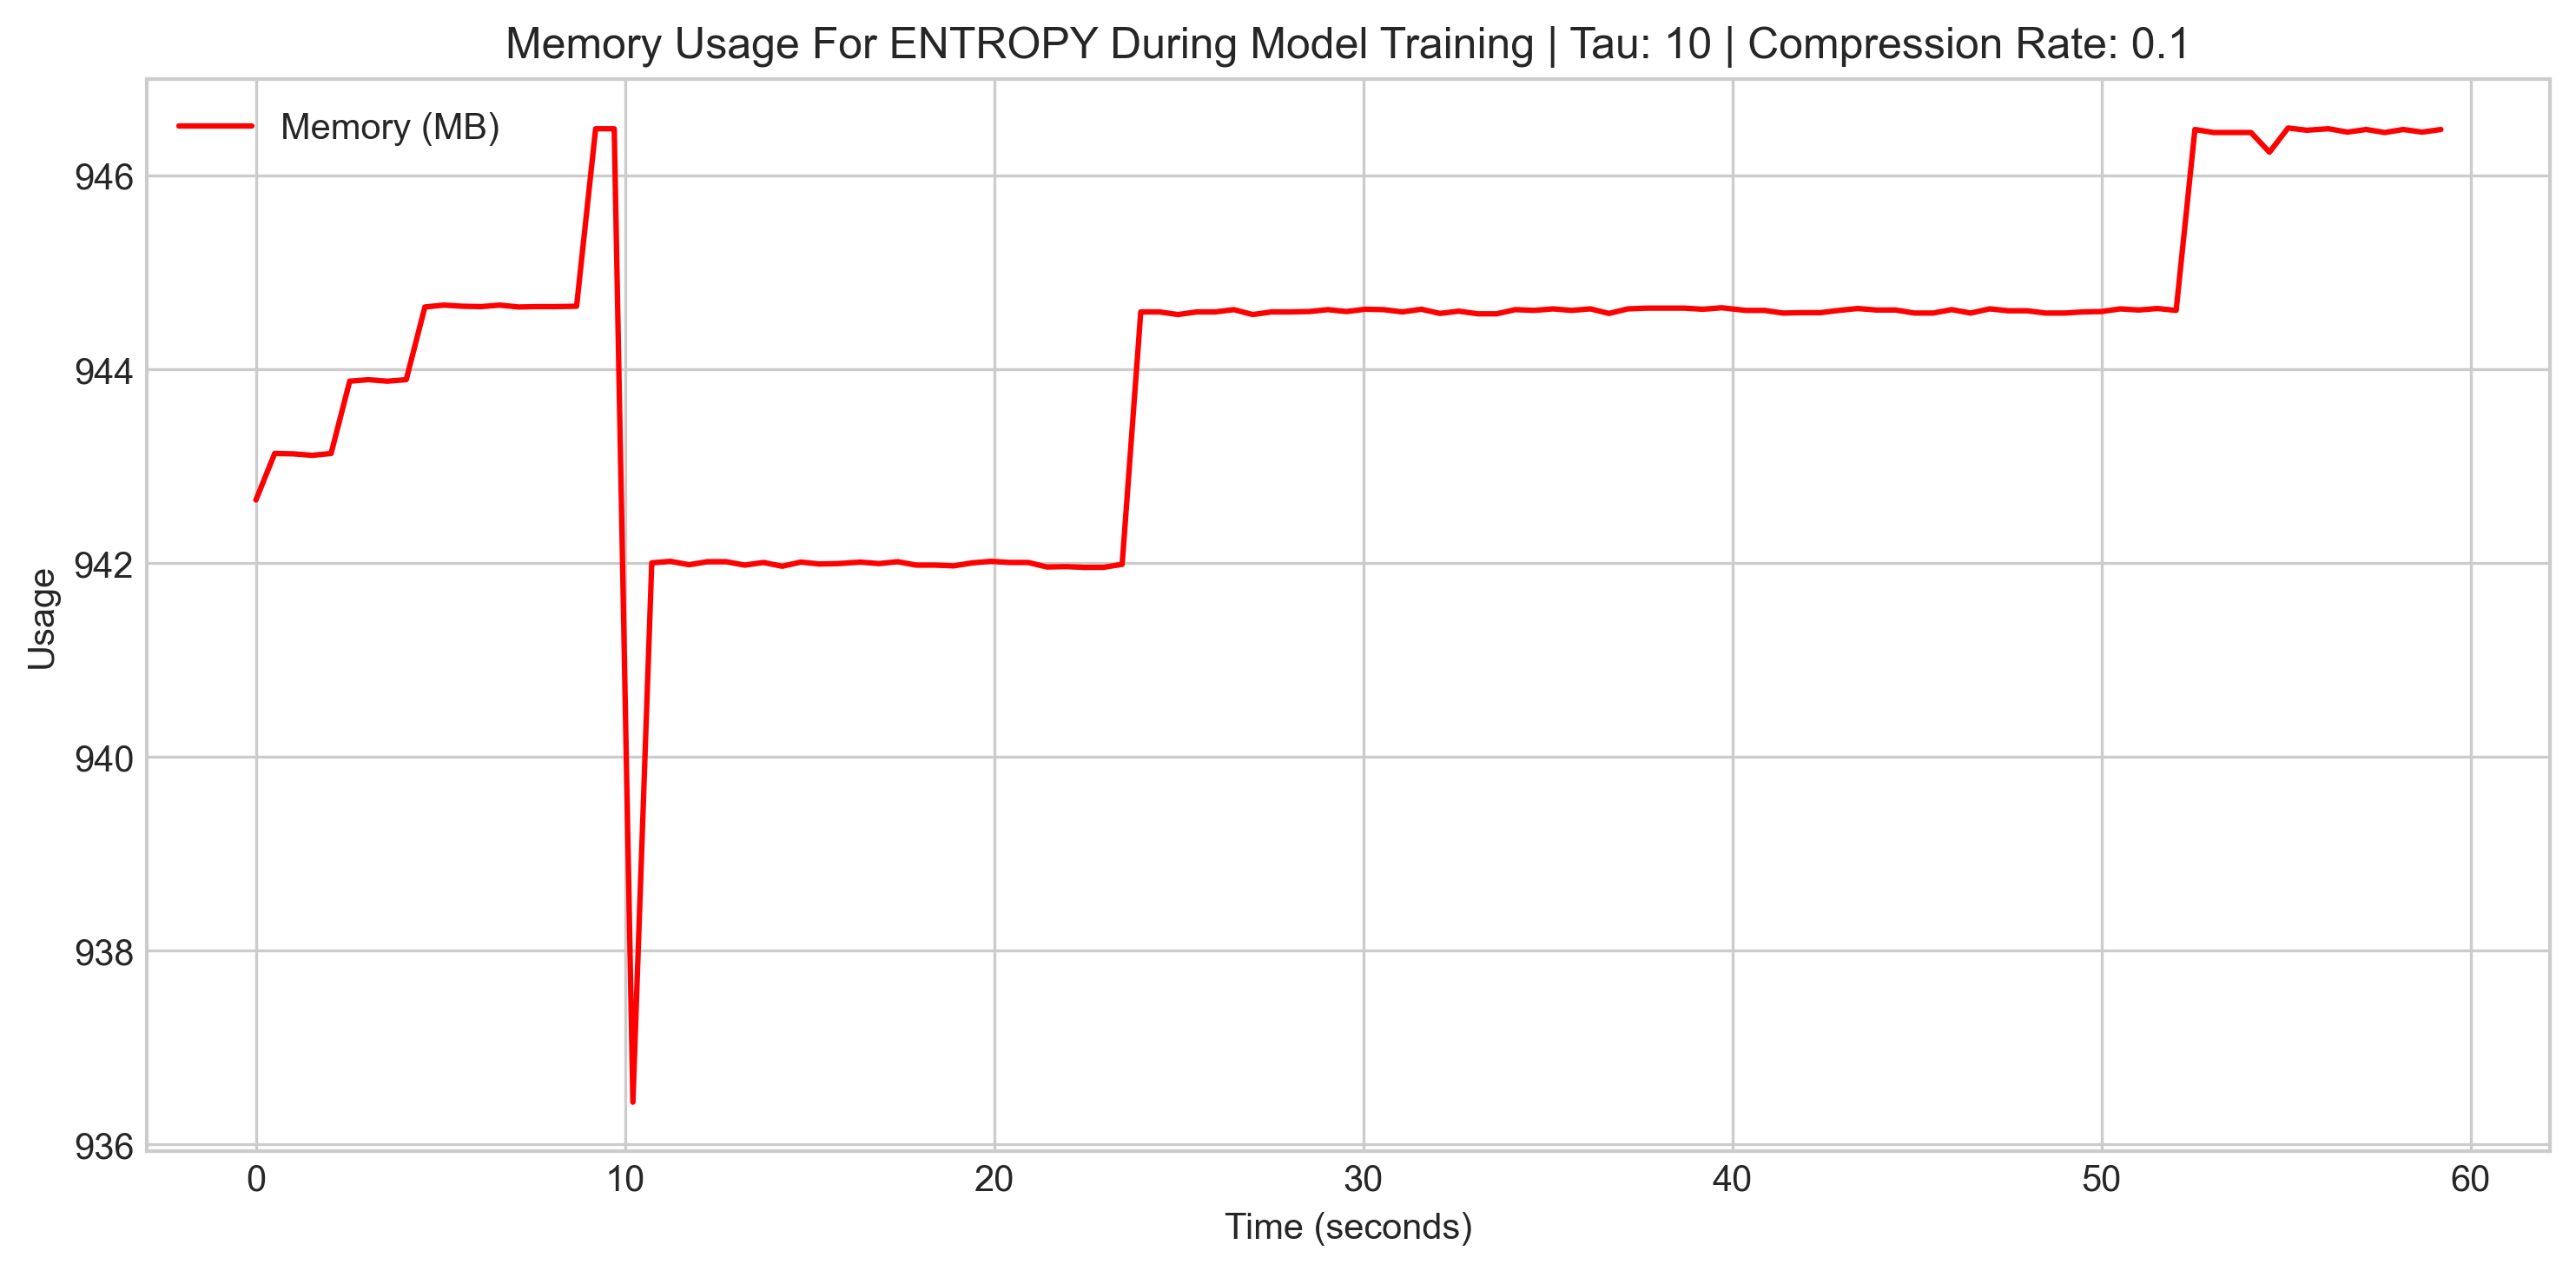 Memory Usage For ENTROPY During Model Training | Tau: 10 | Compression Rate: 0.1
Memory (MB)
946
944
942
940
938
936
Usage
0 10 20 30 40 50 60
Time (seconds)